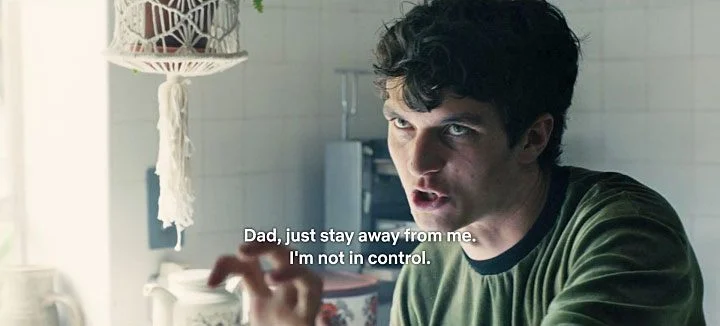 Dad, just stay away from me.
I'm not in control.